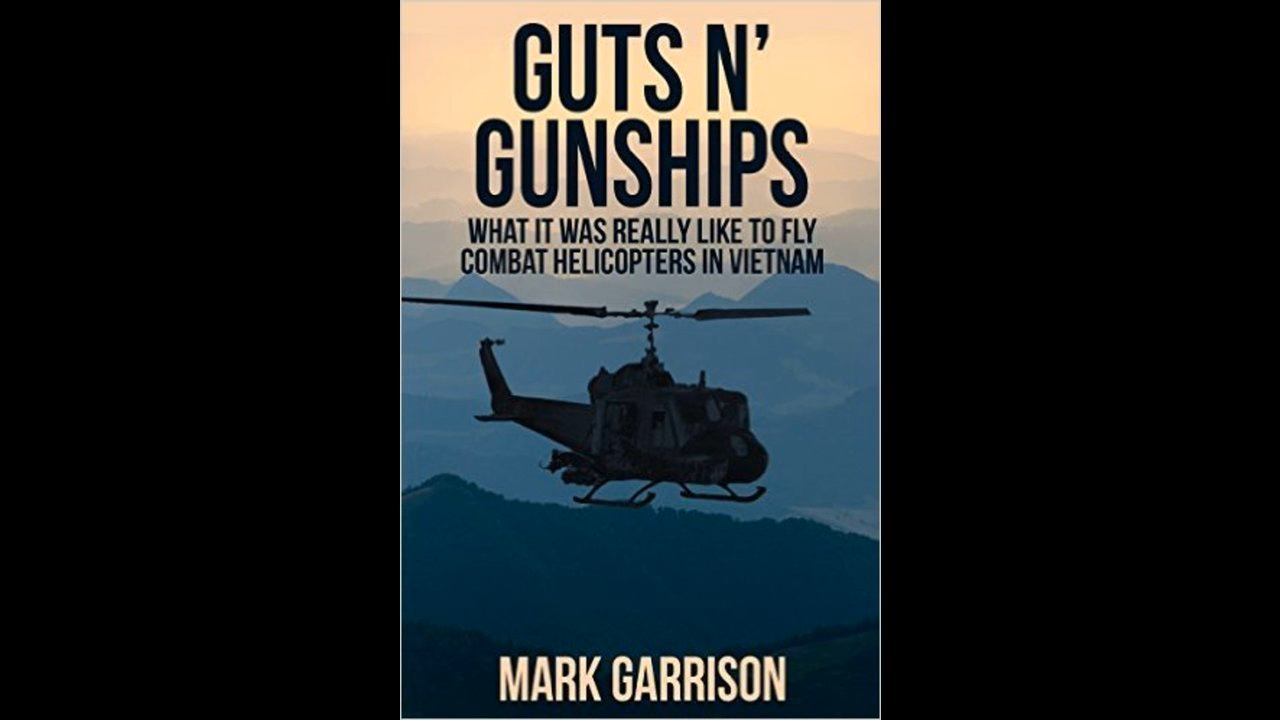 GUTS N'
GUNSHIPS
WHAT IT WAS REALLY LIKE TO FLY
COMBAT HELICOPTERS IN VIETNAM
MARK GARRISON